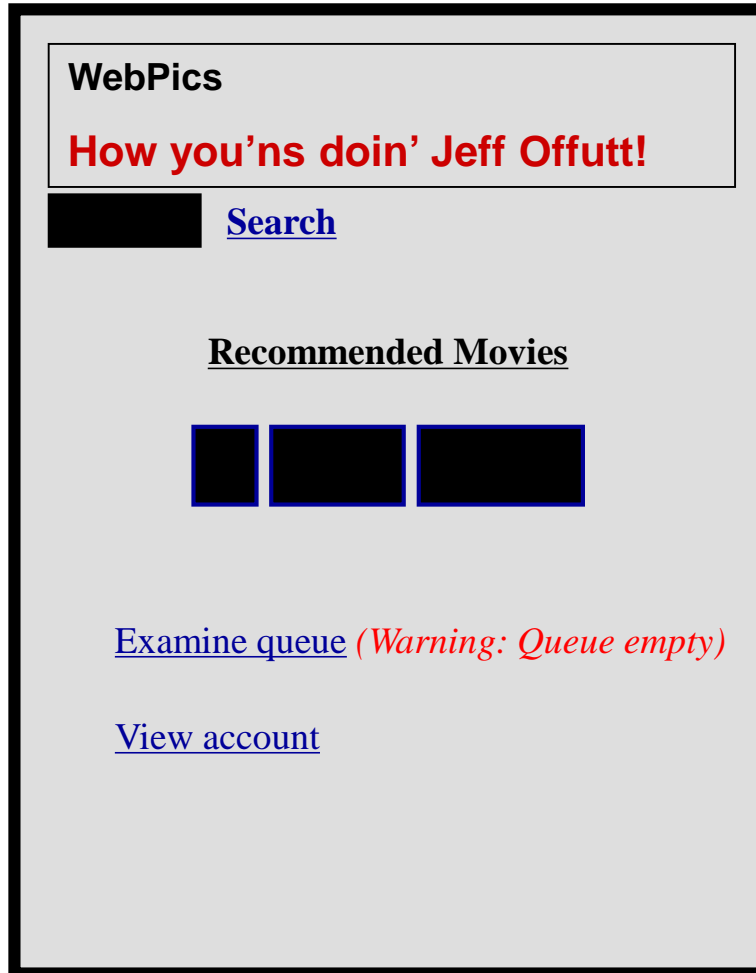 WebPics
How you’ns doin’ Jeff Offutt!
Search
Recommended Movies
Examine queue (Warning: Queue empty)
View account